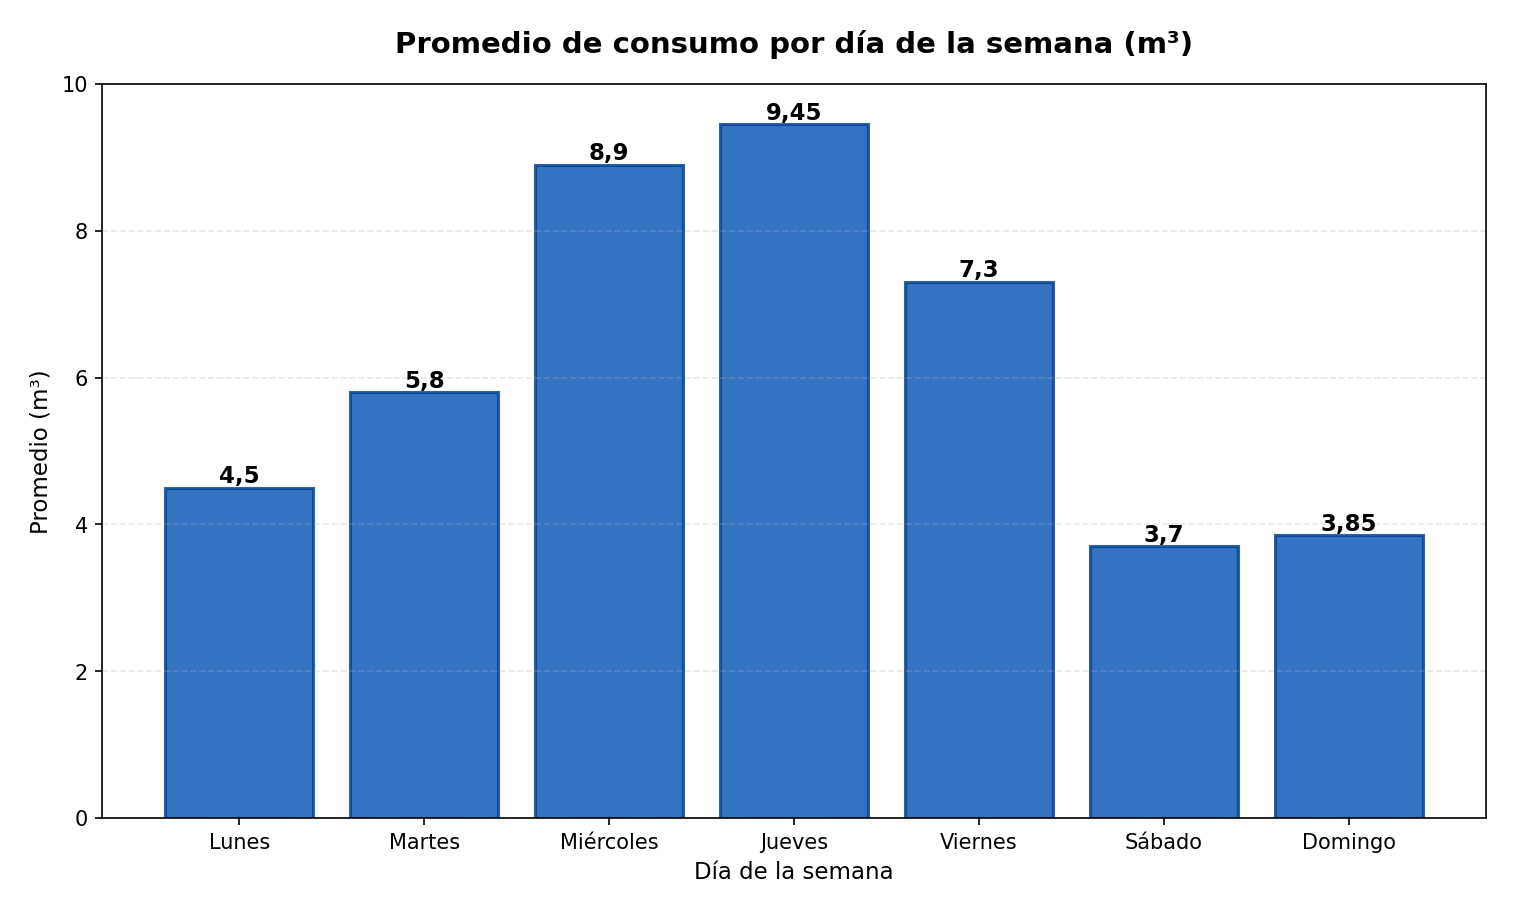 Promedio de consumo por día de la semana (m³)
10
8
6
4
2
0
Promedio (m³)
4,5
5,8
8,9
9,45
7,3
3,7
3,85
Lunes
Martes
Miércoles
Jueves
Viernes
Sábado
Domingo
Día de la semana